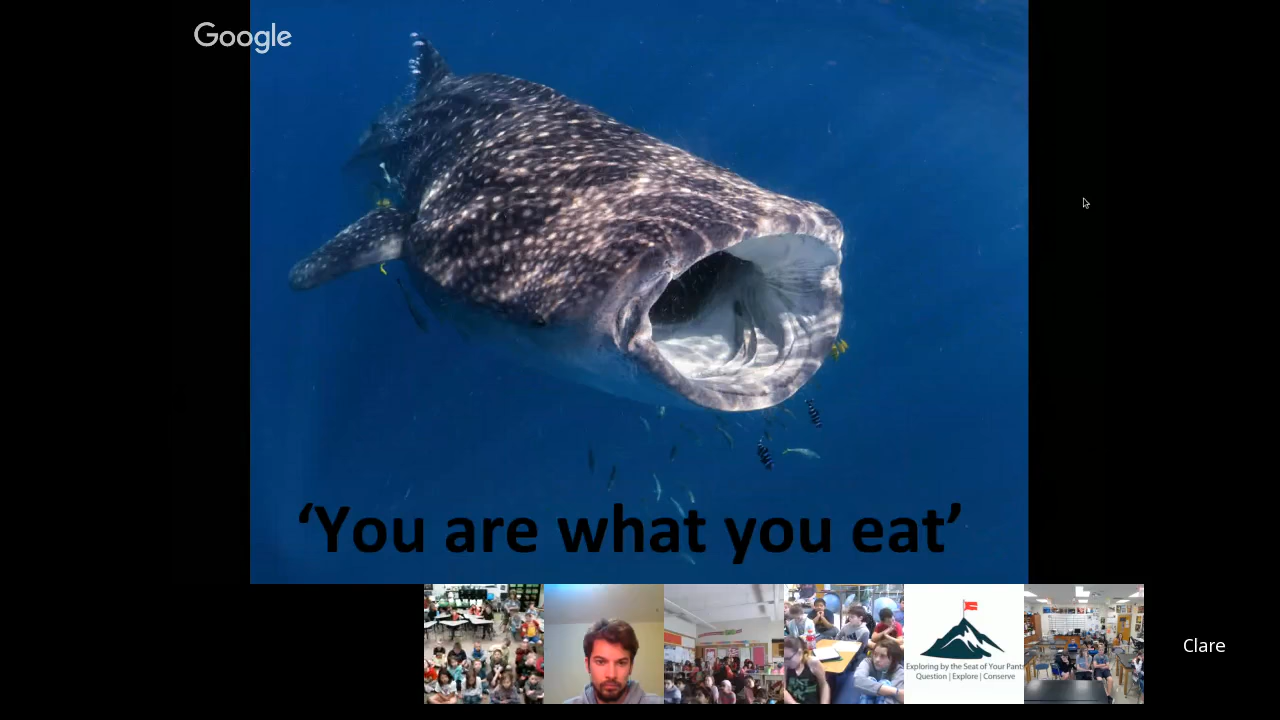 Google
‘You are what you eat’
Exploring by the Seat of Your Pants
Question | Explore | Conserve
Clare